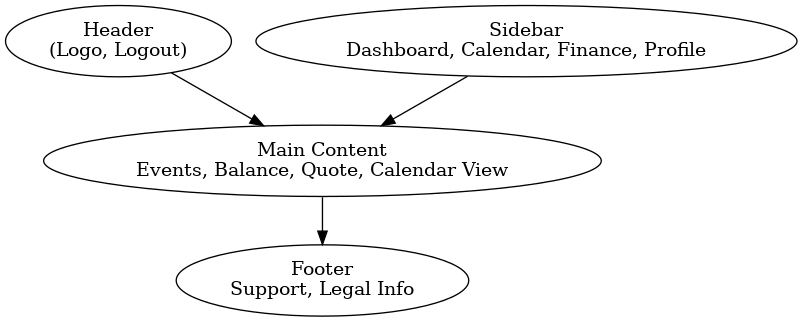 Header
(Logo, Logout)
Sidebar
Dashboard, Calendar, Finance, Profile
Main Content
Events, Balance, Quote, Calendar View
Footer
Support, Legal Info